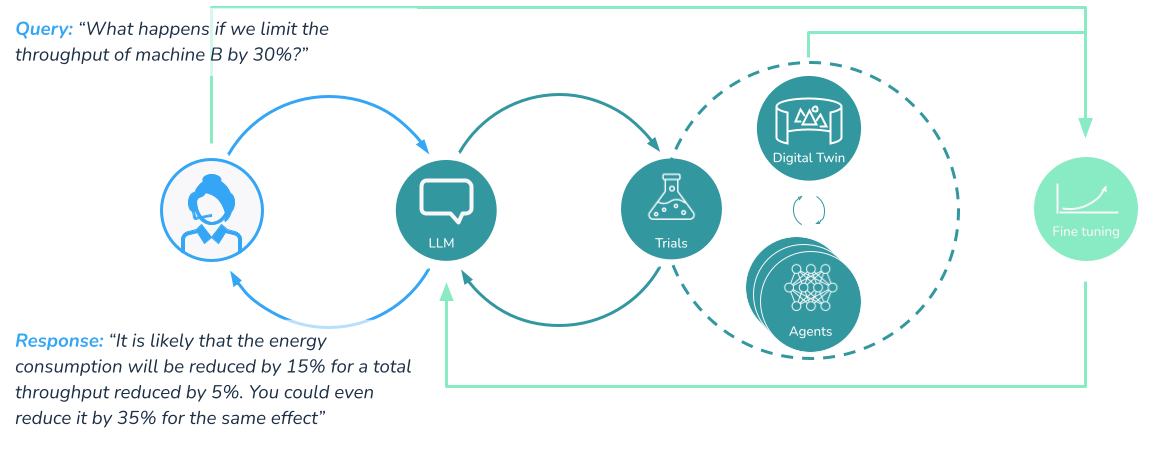 Query: “What happens if we limit the
throughput of machine B by 30%?”
Digital Twin
LLM
Trials
Fine tuning
Agents
Response: “It is likely that the energy
consumption will be reduced by 15% for a total
throughput reduced by 5%. You could even
reduce it by 35% for the same effect”